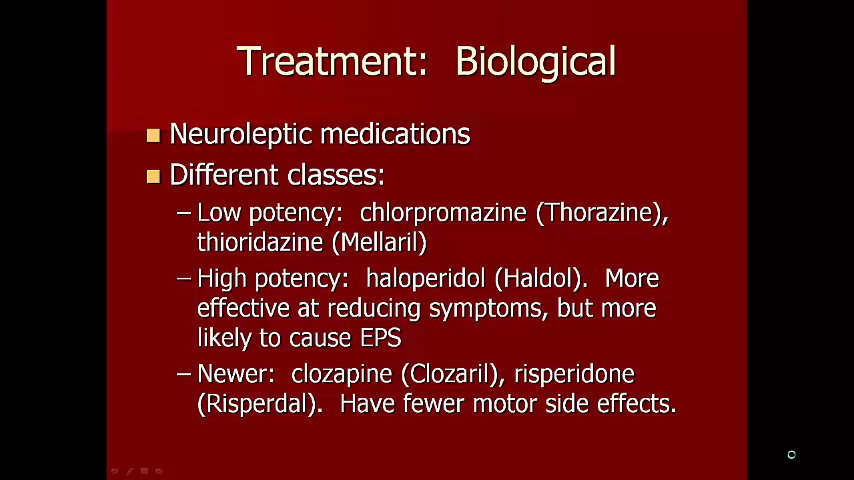 Treatment: Biological
Neuroleptic medications
Different classes:
– Low potency: chlorpromazine (Thorazine),
thioridazine (Mellaril)
– High potency: haloperidol (Haldol). More
effective at reducing symptoms, but more
likely to cause EPS
– Newer: clozapine (Clozaril), risperidone
(Risperdal). Have fewer motor side effects.